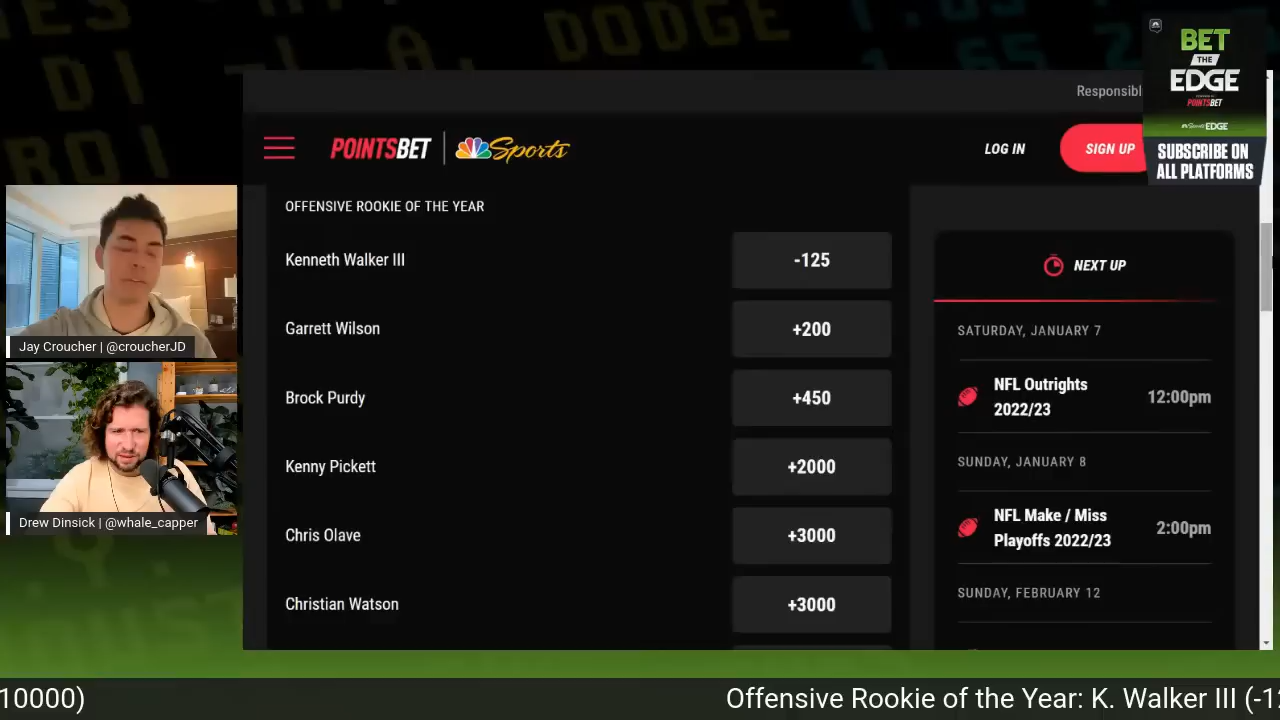 DODGE
BET
THE
EDGE
POINTSBET
SUBSCRIBE ON
ALL PLATFORMS
POINTSBET
Sports
LOG IN
SIGN UP
OFFENSIVE ROOKIE OF THE YEAR
Kenneth Walker III
-125
Garrett Wilson
+200
Brock Purdy
+450
Kenny Pickett
+2000
Chris Olave
+3000
Christian Watson
+3000
NEXT UP
SATURDAY, JANUARY 7
NFL Outrights
2022/23
12:00pm
SUNDAY, JANUARY 8
NFL Make / Miss
Playoffs 2022/23
2:00pm
SUNDAY, FEBRUARY 12
Jay Croucher | @croucherJD
Drew Dinsick | @whale_capper
10000)
Offensive Rookie of the Year: K. Walker III (-12